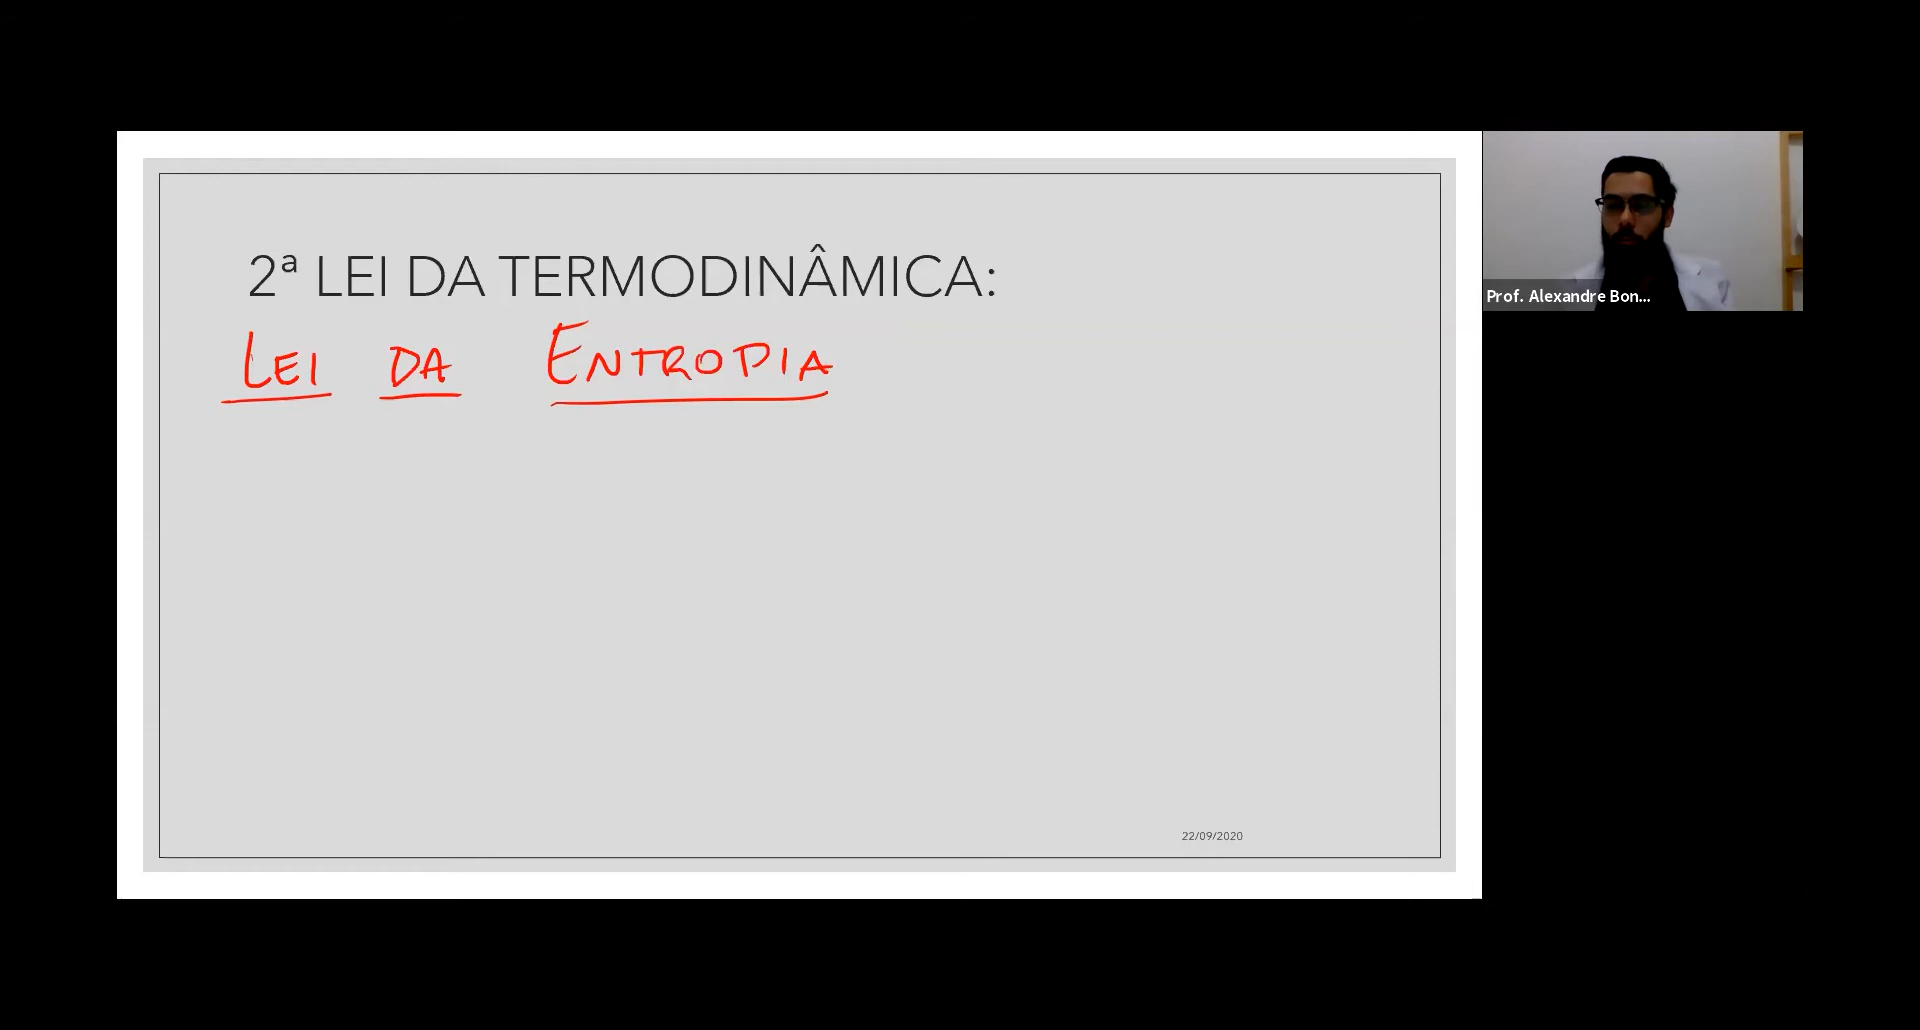 2ª LEI DA TERMODINÂMICA:
LEI DA ENTROPIA
22/09/2020
Prof. Alexandre Bon...